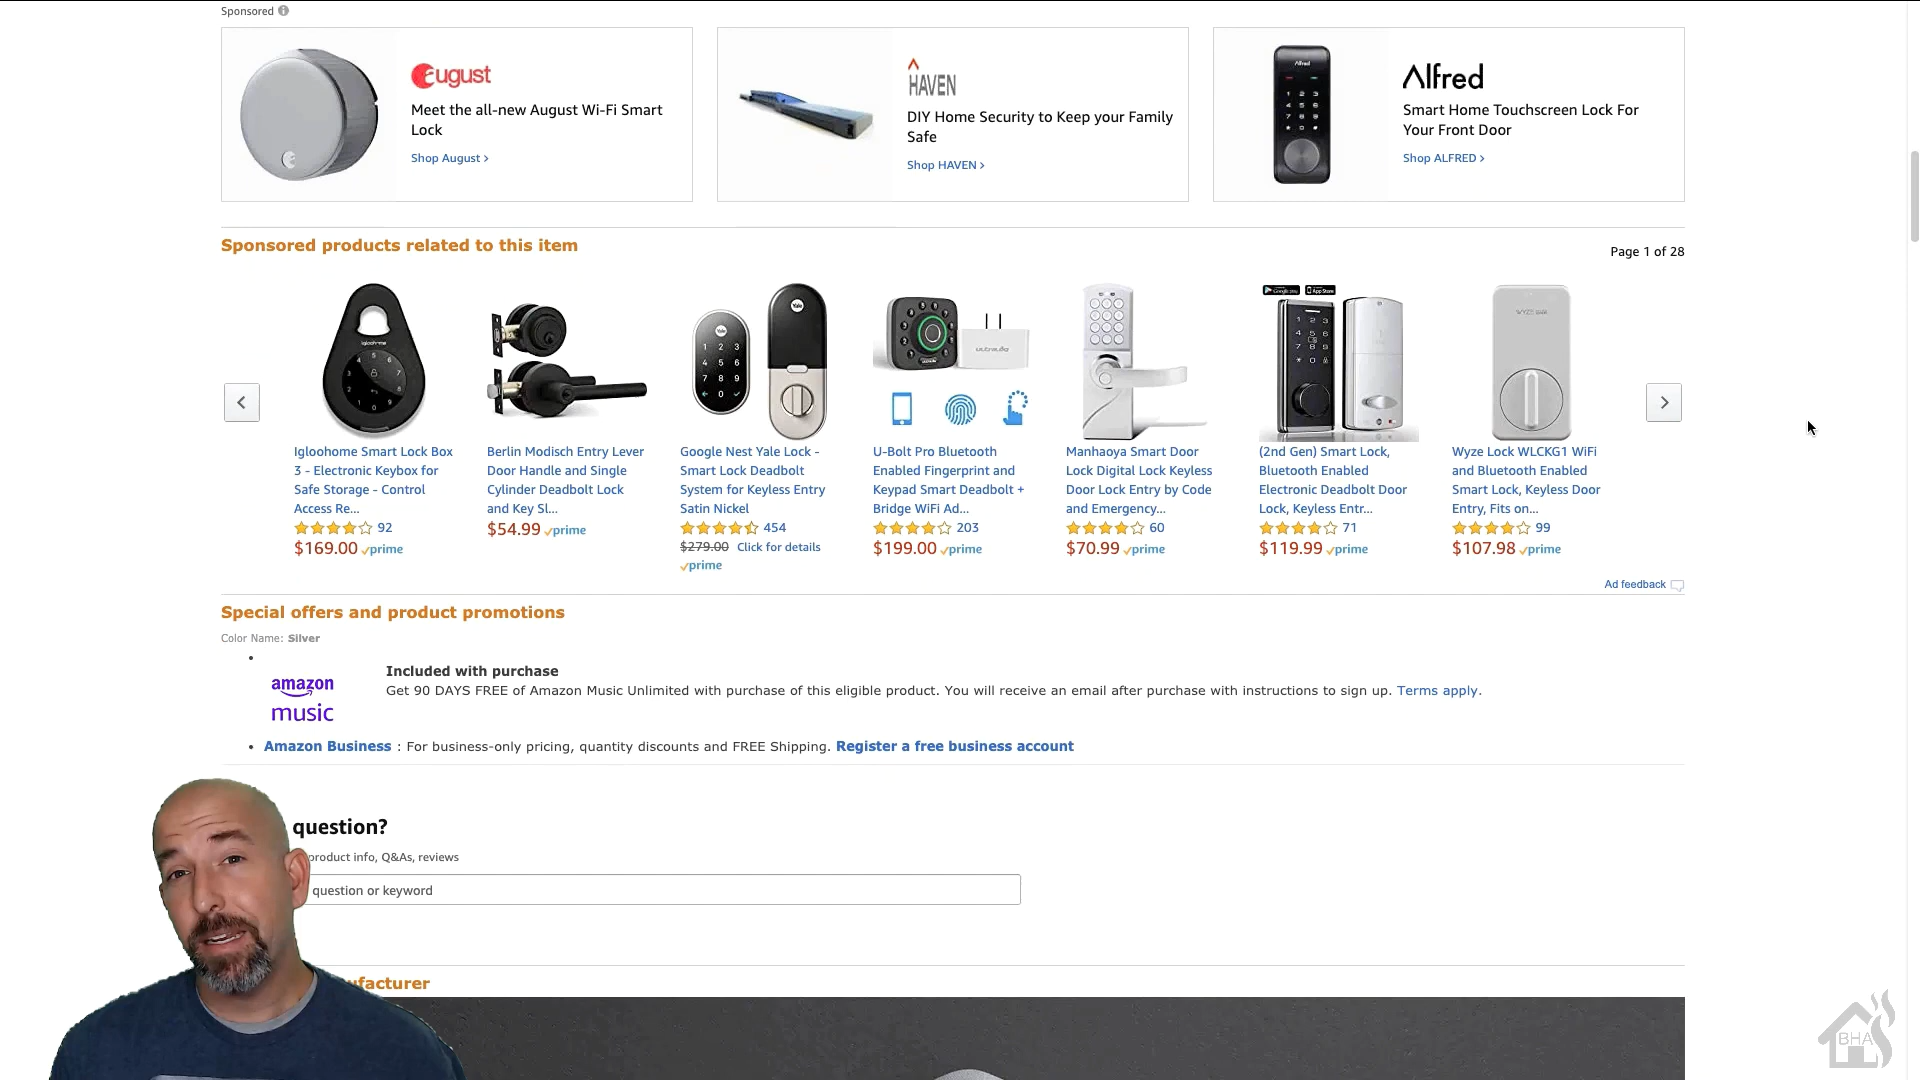 Sponsored
august
Meet the all-new August Wi-Fi Smart
Lock
Shop August ›
HAVEN
DIY Home Security to Keep your Family
Safe
Shop HAVEN ›
Alfred
Alfred
Smart Home Touchscreen Lock For
Your Front Door
Shop ALFRED ›
Sponsored products related to this item
Page 1 of 28
Igloohome Smart Lock Box
3 - Electronic Keybox for
Safe Storage - Control
Access Re...
92
$169.00 prime
Berlin Modisch Entry Lever
Door Handle and Single
Cylinder Deadbolt Lock
and Key Sl...
$54.99 prime
Yale
Yale
Google Nest Yale Lock -
Smart Lock Deadbolt
System for Keyless Entry
Satin Nickel
454
$279.00 Click for details
prime
U-Bolt Pro Bluetooth
Enabled Fingerprint and
Keypad Smart Deadbolt +
Bridge WiFi Ad...
203
$199.00 prime
Manhaoya Smart Door
Lock Digital Lock Keyless
Door Lock Entry by Code
and Emergency...
60
$70.99 prime
(2nd Gen) Smart Lock,
Bluetooth Enabled
Electronic Deadbolt Door
Lock, Keyless Entr...
71
$119.99 prime
Wyze Lock WLCKG1 WiFi
and Bluetooth Enabled
Smart Lock, Keyless Door
Entry, Fits on...
99
$107.98 prime
Ad feedback
Special offers and product promotions
Color Name: Silver
amazon
music
Included with purchase
Get 90 DAYS FREE of Amazon Music Unlimited with purchase of this eligible product. You will receive an email after purchase with instructions to sign up. Terms apply.
Amazon Business : For business-only pricing, quantity discounts and FREE Shipping. Register a free business account
question?
product info, Q&As, reviews
question or keyword
ufacturer
BHA